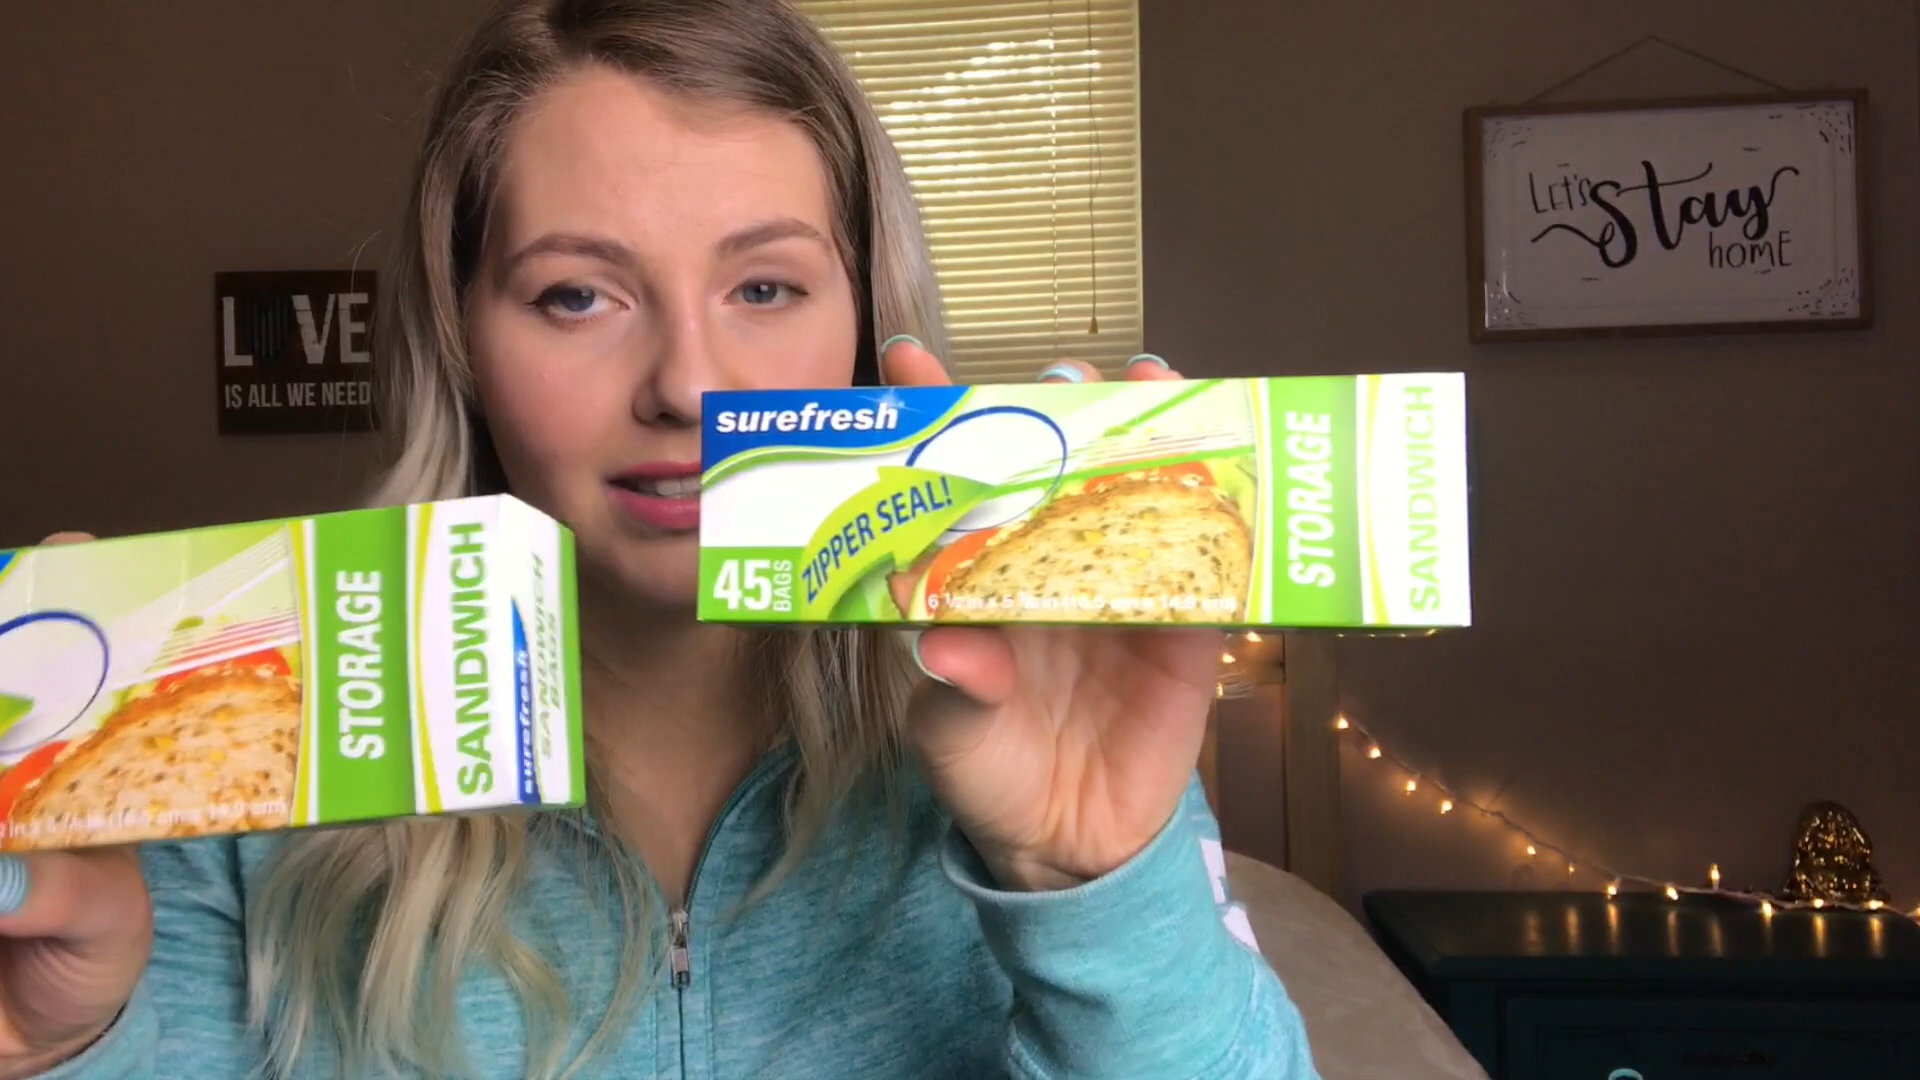 LET'S
Stay
HOME
L VE
IS ALL WE NEED
surefresh
ZIPPER SEAL!
45 BAGS
STORAGE
SANDWICH
STORAGE
SANDWICH
surefresh
SANDWICH
BAGS